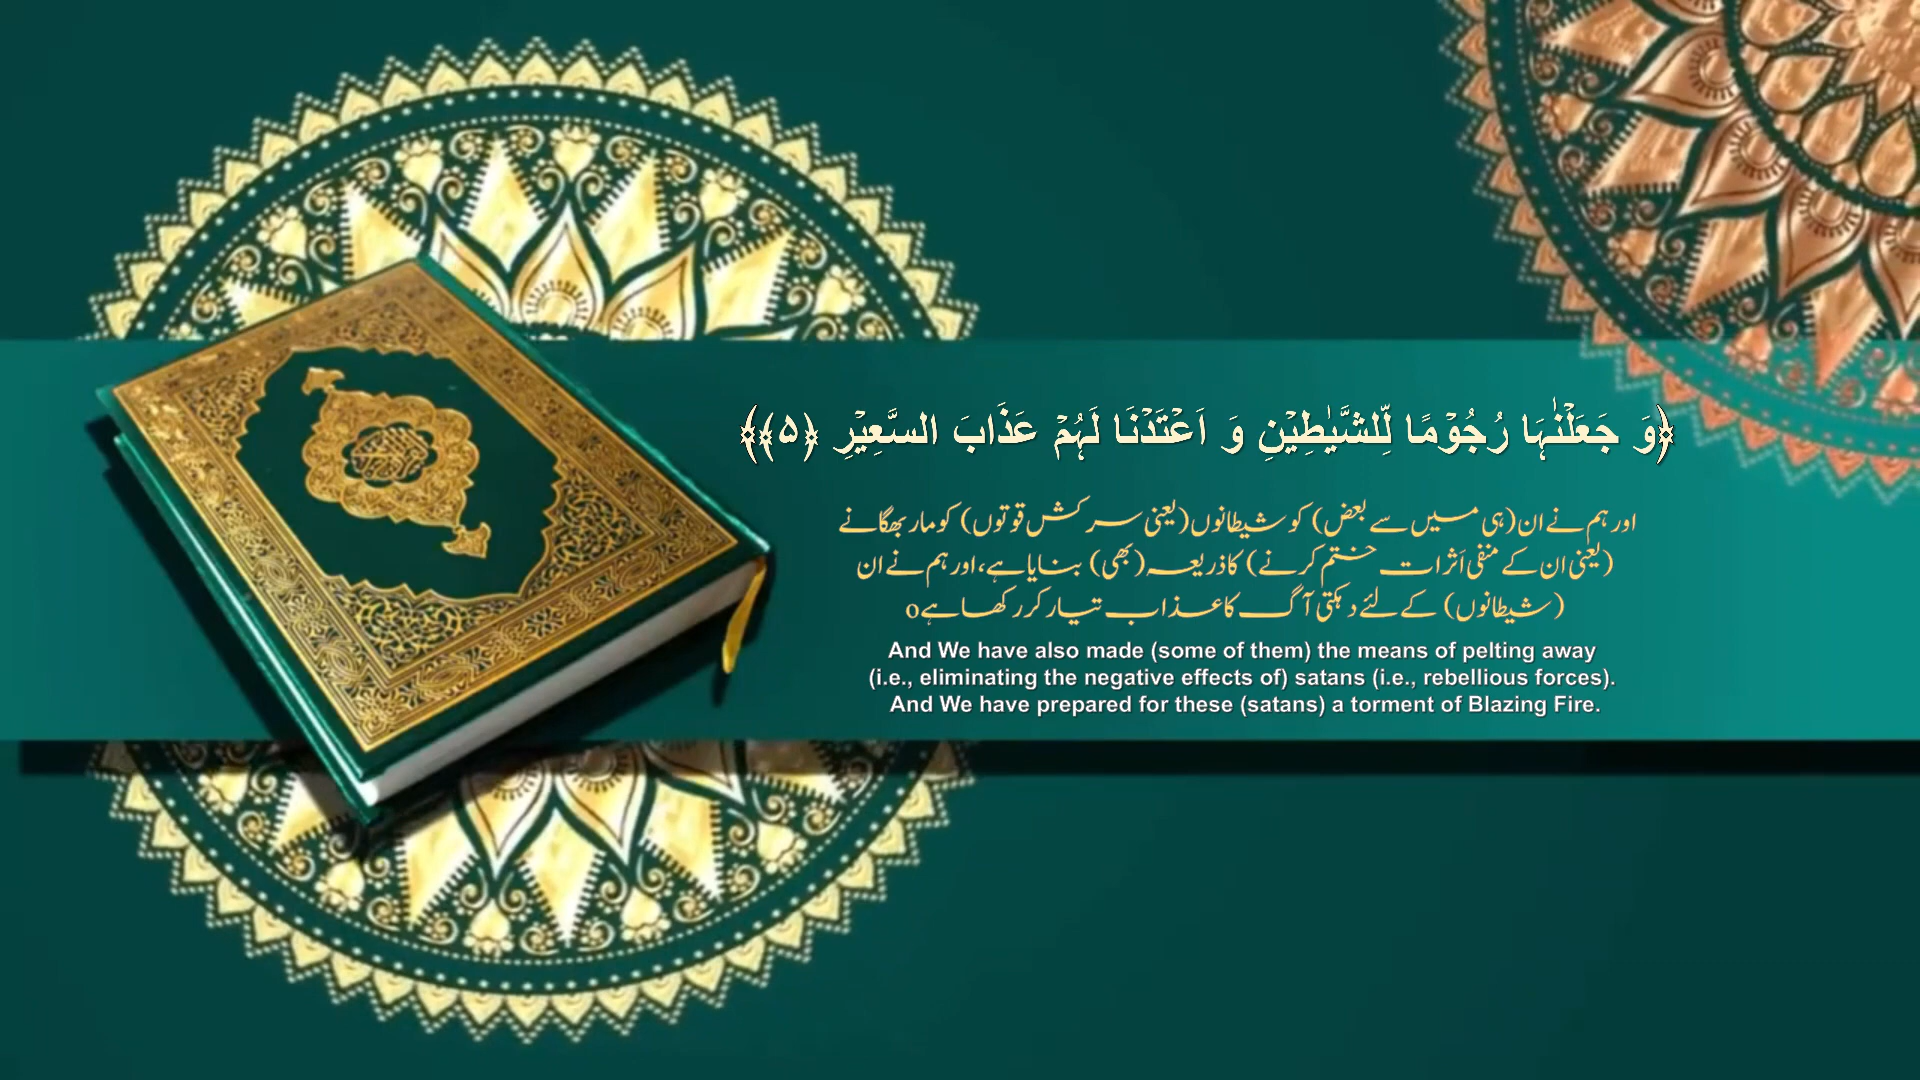 ﴿وَ جَعَلۡنٰہَا رُجُوۡمًا لِّلشَّیٰطِیۡنِ وَ اَعۡتَدۡنَا لَہُمۡ عَذَابَ السَّعِیۡرِ ﴿۵﴾﴾
اور ہم نے ان (ہی میں سے بعض) کو شیطانوں (یعنی سرکش قوتوں) کو مار بھگانے
(یعنی ان کے منفی اَثرات ختم کرنے) کا ذریعہ (بھی) بنایا ہے، اور ہم نے ان
(شیطانوں) کے لئے دہکتی آگ کا عذاب تیار کر رکھا ہےo
And We have also made (some of them) the means of pelting away
(i.e., eliminating the negative effects of) satans (i.e., rebellious forces).
And We have prepared for these (satans) a torment of Blazing Fire.